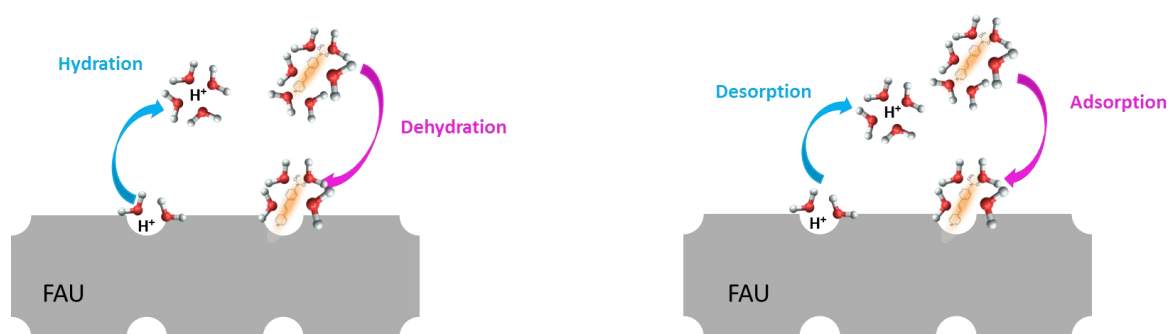 Hydration
H+
Dehydration
H+
FAU
Desorption
H+
Adsorption
H+
FAU